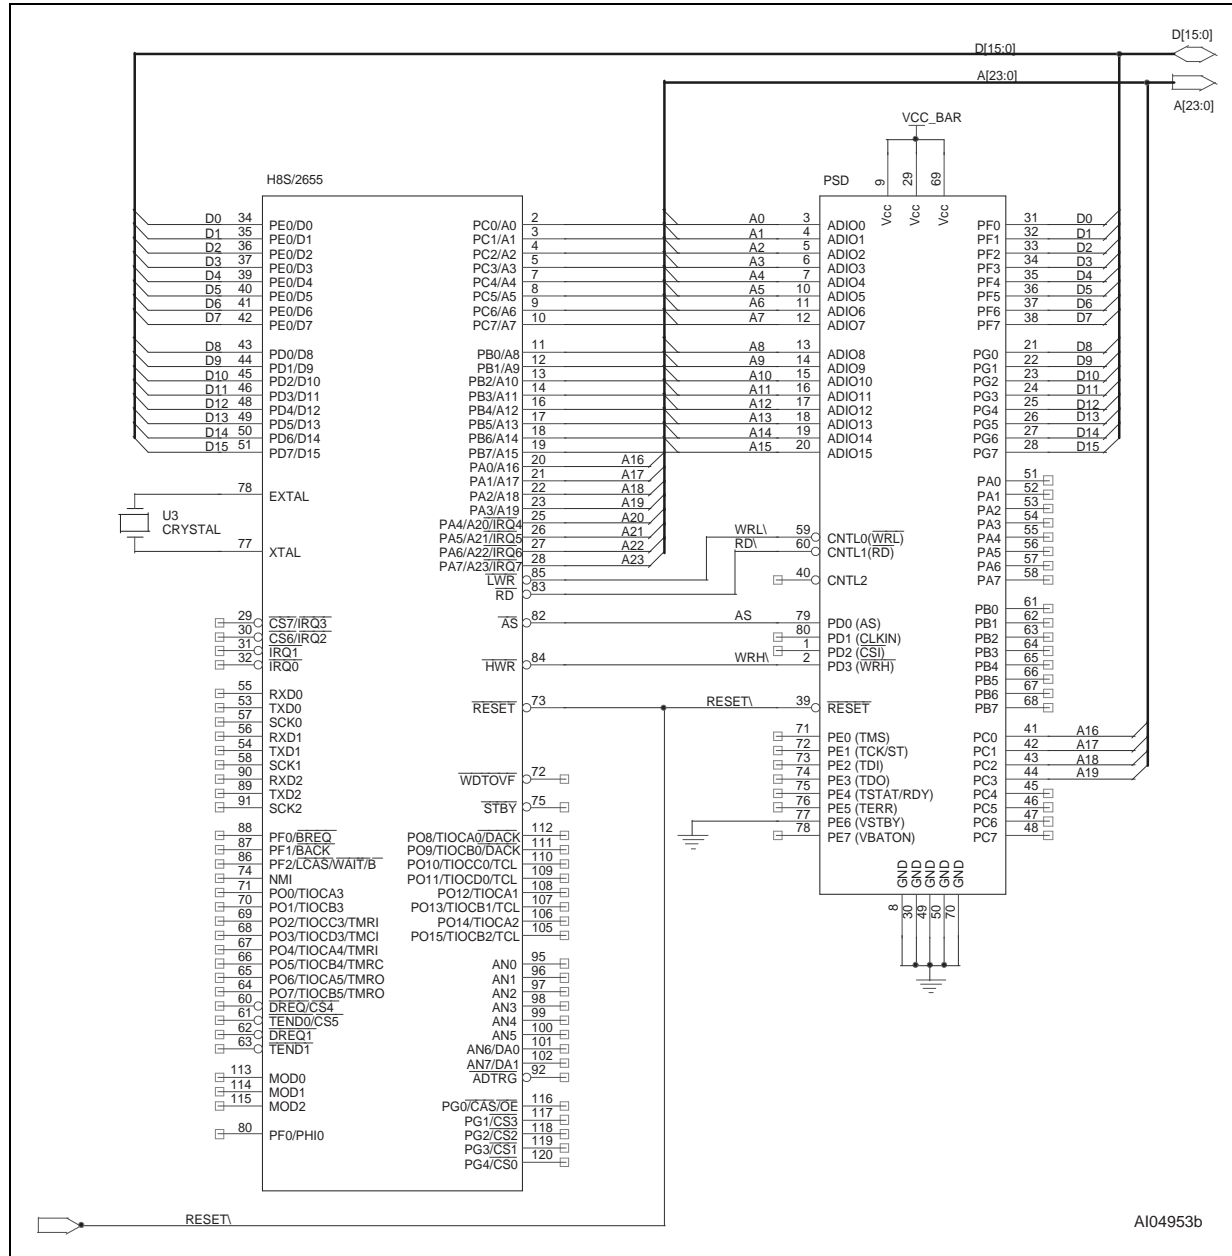 D[15:0]
D[15:0]
A[23:0]
A[23:0]
VCC_BAR
H8S/2655
PSD
9 29 69
Vcc Vcc Vcc
D0 34 PE0/D0 PC0/A0 2 A0 3 ADIO0 PF0 31 D0
D1 35 PE0/D1 PC1/A1 3 A1 4 ADIO1 PF1 32 D1
D2 36 PE0/D2 PC2/A2 4 A2 5 ADIO2 PF2 33 D2
D3 37 PE0/D3 PC3/A3 5 A3 6 ADIO3 PF3 34 D3
D4 39 PE0/D4 PC4/A4 7 A4 7 ADIO4 PF4 35 D4
D5 40 PE0/D5 PC5/A5 8 A5 10 ADIO5 PF5 36 D5
D6 41 PE0/D6 PC6/A6 9 A6 11 ADIO6 PF6 37 D6
D7 42 PE0/D7 PC7/A7 10 A7 12 ADIO7 PF7 38 D7
D8 43 PD0/D8 PB0/A8 11 A8 13 ADIO8 PG0 21 D8
D9 44 PD1/D9 PB1/A9 12 A9 14 ADIO9 PG1 22 D9
D10 45 PD2/D10 PB2/A10 13 A10 15 ADIO10 PG2 23 D10
D11 46 PD3/D11 PB3/A11 14 A11 16 ADIO11 PG3 24 D11
D12 48 PD4/D12 PB4/A12 16 A12 17 ADIO12 PG4 25 D12
D13 49 PD5/D13 PB5/A13 17 A13 18 ADIO13 PG5 26 D13
D14 50 PD6/D14 PB6/A14 18 A14 19 ADIO14 PG6 27 D14
D15 51 PD7/D15 PB7/A15 19 A15 20 ADIO15 PG7 28 D15
PA0/A16 20 A16
PA1/A17 21 A17 PA0 51
78 EXTAL PA2/A18 22 A18 PA1 52
PA3/A19 23 A19 PA2 53
U3 PA4/A20/IRQ4 25 A20 PA3 54
CRYSTAL PA5/A21/IRQ5 26 A21 WRL\ 59 CNTL0(WRL) PA4 55
77 XTAL PA6/A22/IRQ6 27 A22 RD\ 60 CNTL1(RD) PA5 56
PA7/A23/IRQ7 28 A23 PA6 57
LWR 85 40 CNTL2 PA7 58
RD 83
PB0 61
29 CS7/IRQ3 AS 82 AS 79 PD0 (AS) PB1 62
30 CS6/IRQ2 80 PD1 (CLKIN) PB2 63
31 IRQ1 1 PD2 (CSI) PB3 64
32 IRQ0 HWR 84 WRH\ 2 PD3 (WRH) PB4 65
PB5 66
55 RXD0 PB6 67
53 TXD0 RESET 73 RESET\ 39 RESET PB7 68
57 SCK0
56 RXD1 71 PE0 (TMS) PC0 41 A16
54 TXD1 72 PE1 (TCK/ST) PC1 42 A17
58 SCK1 73 PE2 (TDI) PC2 43 A18
90 RXD2 WDTOVF 72 74 PE3 (TDO) PC3 44 A19
89 TXD2 75 PE4 (TSTAT/RDY) PC4 45
91 SCK2 STBY 75 76 PE5 (TERR) PC5 46
77 PE6 (VSTBY) PC6 47
88 PF0/BREQ PO8/TIOCA0/DACK 112 78 PE7 (VBATON) PC7 48
87 PF1/BACK PO9/TIOCB0/DACK 111
86 PF2/LCAS/WAIT/B PO10/TIOCC0/TCL 110
74 NMI PO11/TIOCD0/TCL 109
71 PO0/TIOCA3 PO12/TIOCA1 108
70 PO1/TIOCB3 PO13/TIOCB1/TCL 107
69 PO2/TIOCC3/TMRI PO14/TIOCA2 106
68 PO3/TIOCD3/TMCI PO15/TIOCB2/TCL 105
67 PO4/TIOCA4/TMRI
66 PO5/TIOCB4/TMRC AN0 95
65 PO6/TIOCA5/TMRO AN1 96
64 PO7/TIOCB5/TMRO AN2 97
60 DREQ/CS4 AN3 98
61 TEND0/CS5 AN4 99
62 DREQ1 AN5 100
63 TEND1 AN6/DA0 101
AN7/DA1 102
113 MOD0 ADTRG 92
114 MOD1
115 MOD2 PG0/CAS/OE 116
PG1/CS3 117
80 PF0/PHI0 PG2/CS2 118
PG3/CS1 119
PG4/CS0 120
GND GND GND GND GND
8 30 49 50 70
RESET\
AI04953b